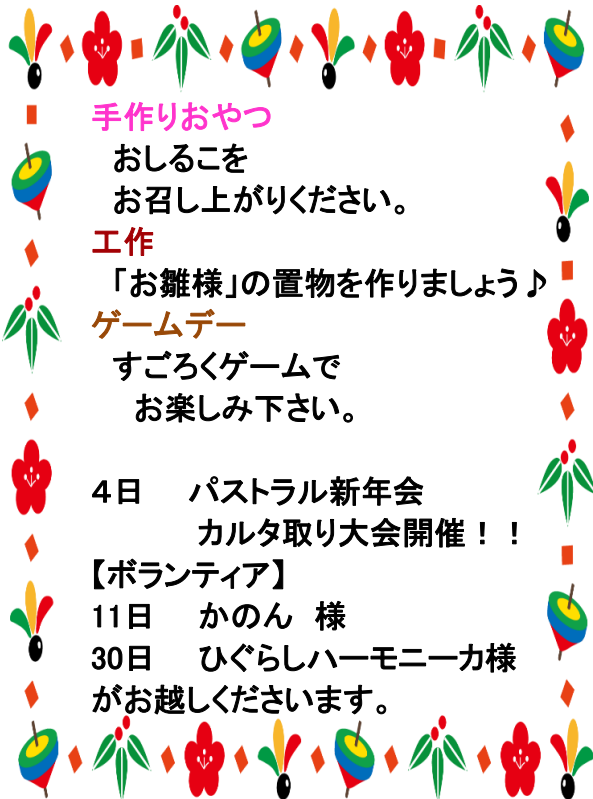 手作りおやつ
おしるこを
お召し上がりください。
工作
「お雛様」の置物を作りましょう♪
ゲームデー
すごろくゲームで
お楽しみ下さい。
４日　パストラル新年会
カルタ取り大会開催！！
【ボランティア】
11日　かのん　様
30日　ひぐらしハーモニーカ様
がお越しくださいます。